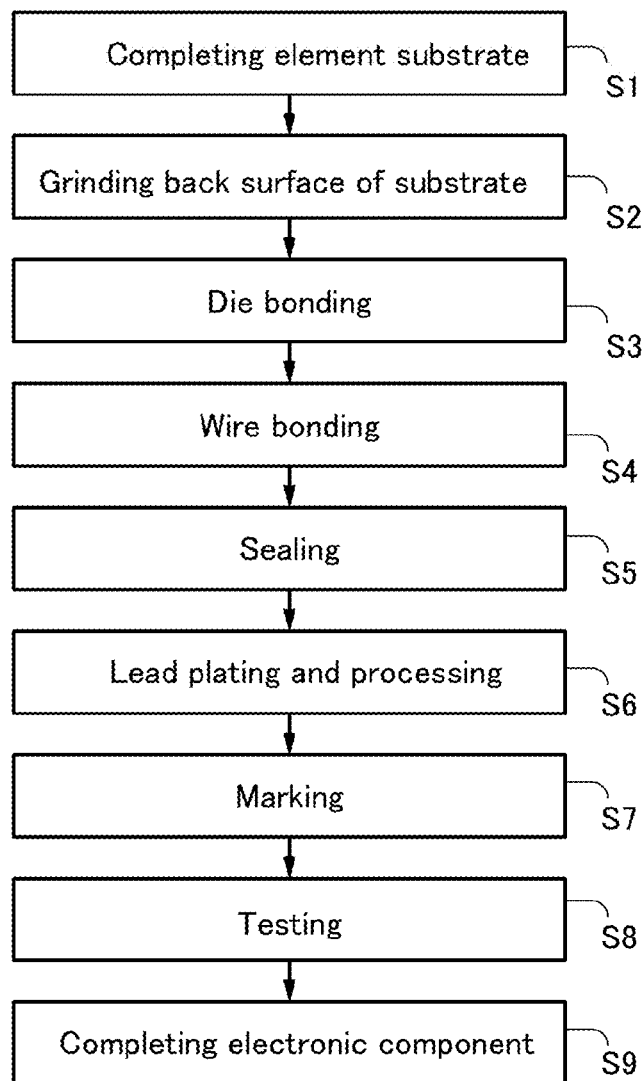 Completing element substrate
S1
Grinding back surface of substrate
S2
Die bonding
S3
Wire bonding
S4
Sealing
S5
Lead plating and processing
S6
Marking
S7
Testing
S8
Completing electronic component
S9